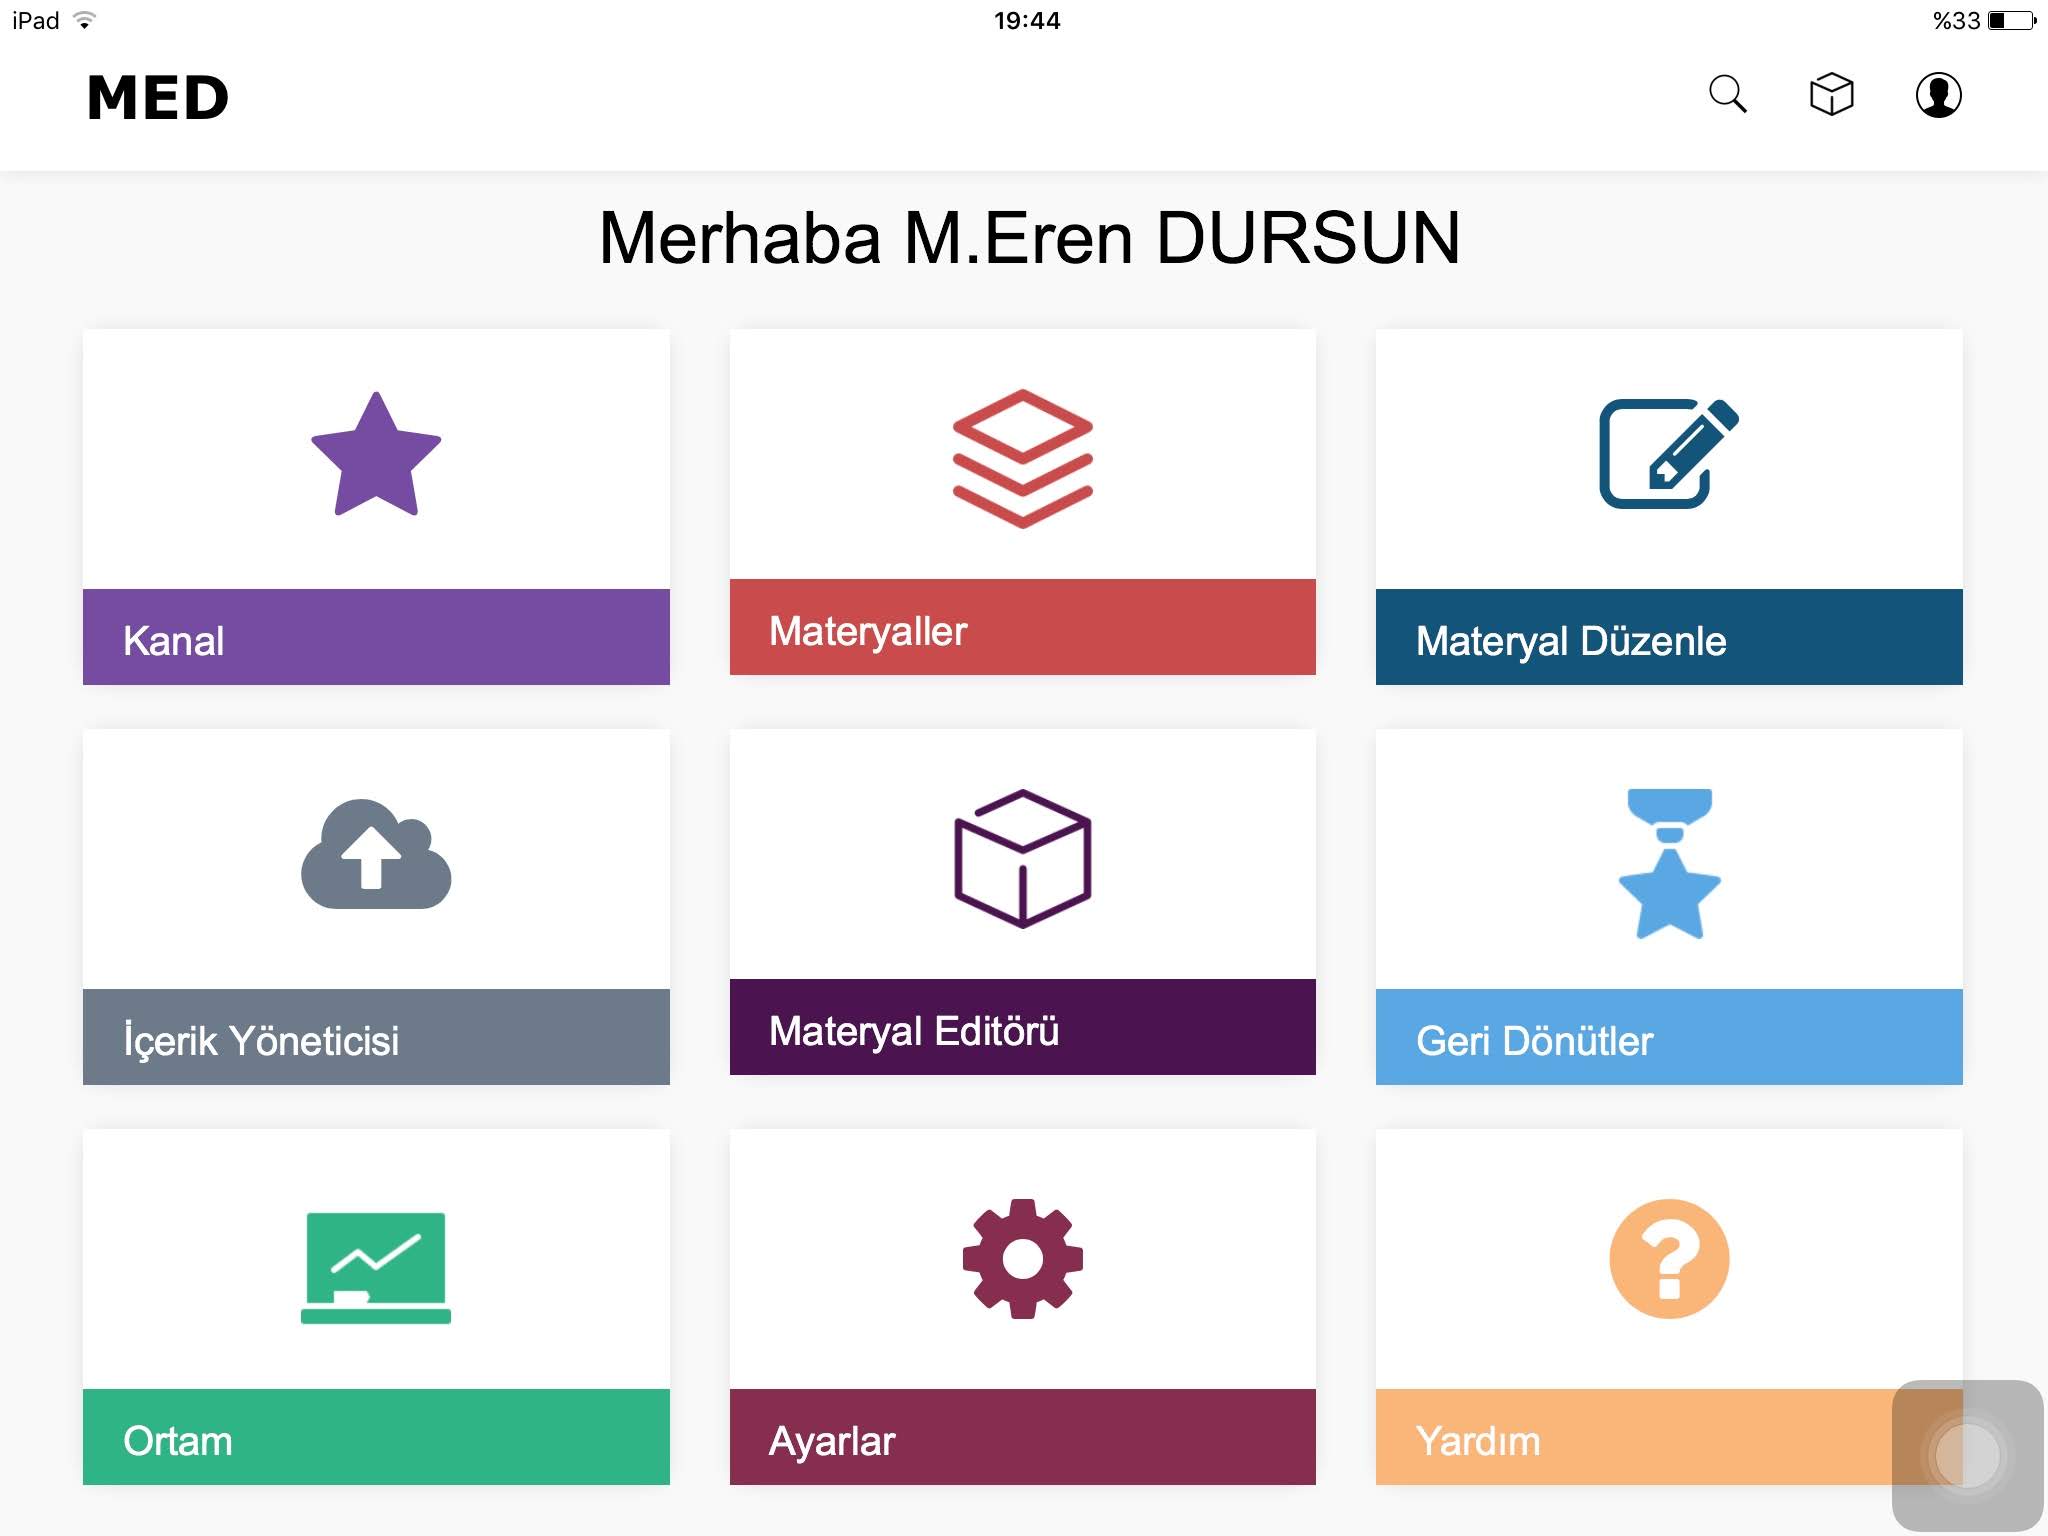 iPad 19:44 %33
MED
Merhaba M.Eren DURSUN
Kanal
Materyaller
Materyal Düzenle
İçerik Yöneticisi
Materyal Editörü
Geri Dönütler
Ortam
Ayarlar
Yardım